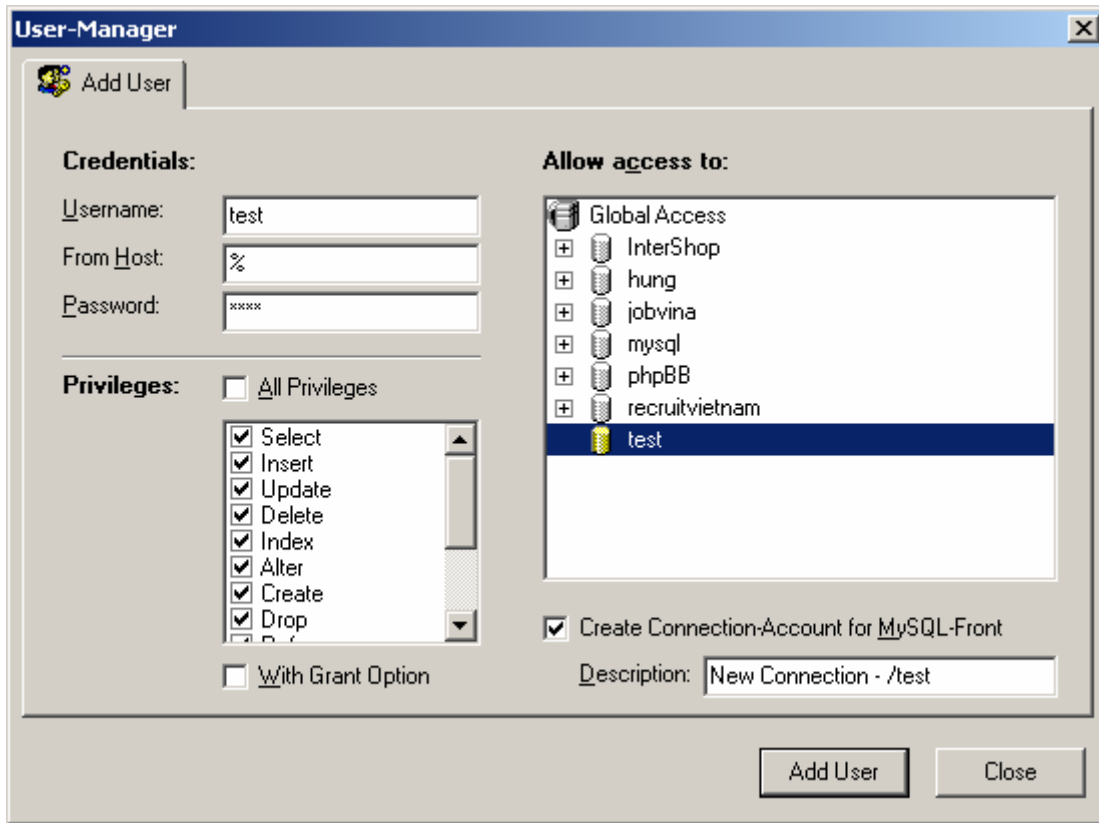 User-Manager
Add User
Credentials:
Username:
test
From Host:
%
Password:
****
Privileges:
All Privileges
Select
Insert
Update
Delete
Index
Alter
Create
Drop
With Grant Option
Allow access to:
Global Access
InterShop
hung
jobvina
mysql
phpBB
recruitvietnam
test
Create Connection-Account for MySQL-Front
Description:
New Connection - /test
Add User
Close